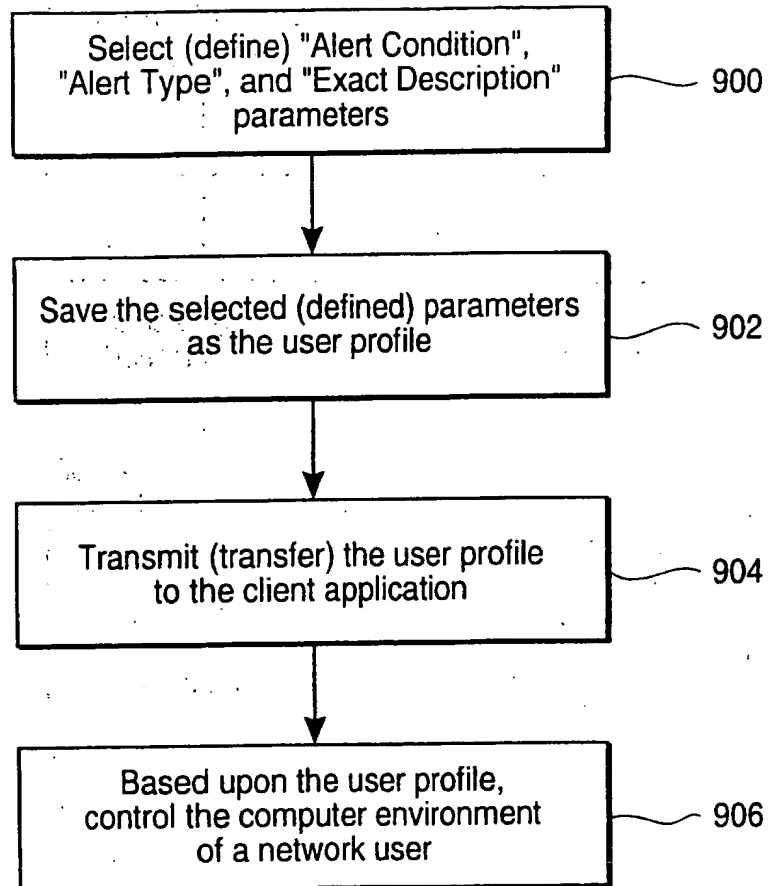 Select (define) "Alert Condition",
"Alert Type", and "Exact Description"
parameters
900
Save the selected (defined) parameters
as the user profile
902
Transmit (transfer) the user profile
to the client application
904
Based upon the user profile,
control the computer environment
of a network user
906